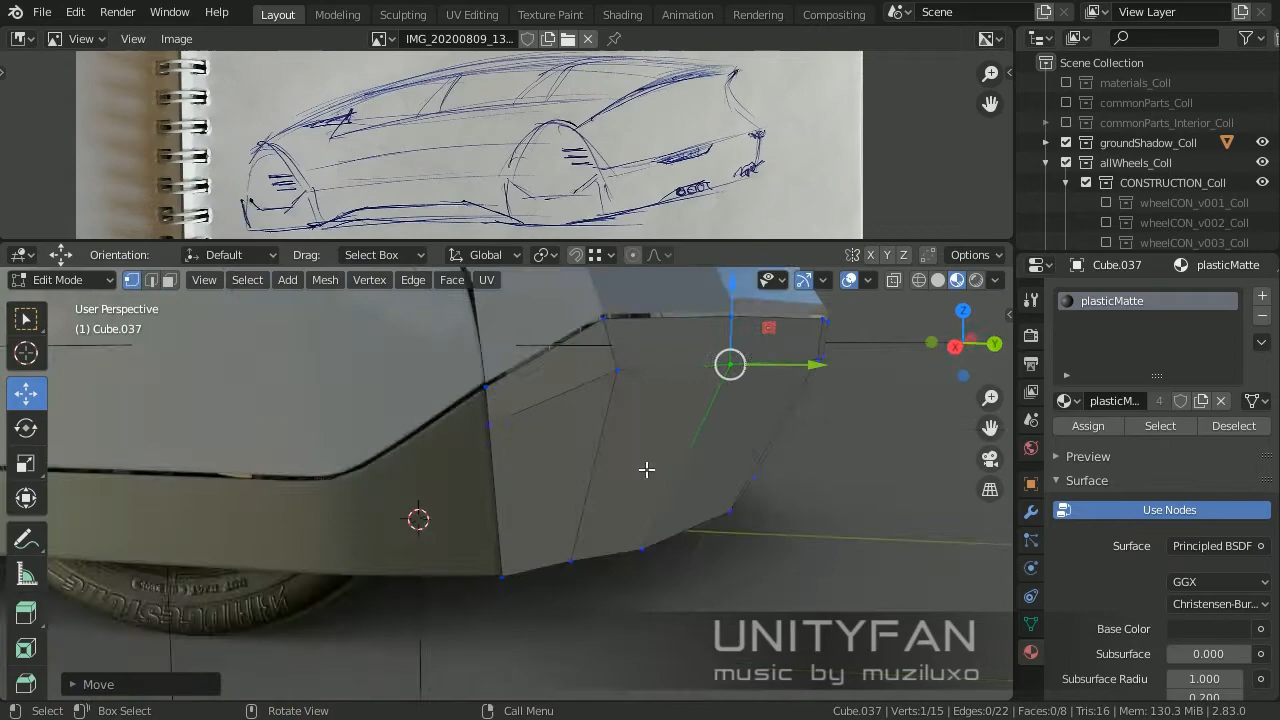 File Edit Render Window Help Layout Modeling Sculpting UV Editing Texture Paint Shading Animation Rendering Compositing Scene View Layer
View View Image IMG_20200809_13...
Scene Collection
materials_Coll
commonParts_Coll
commonParts_Interior_Coll
groundShadow_Coll
allWheels_Coll
CONSTRUCTION_Coll
wheelCON_v001_Coll
wheelCON_v002_Coll
wheelCON_v003_Coll
Orientation: Default Drag: Select Box Global X Y Z Options
Edit Mode View Select Add Mesh Vertex Edge Face UV
User Perspective
(1) Cube.037
Z
X
Y
Cube.037 plasticMatte
plasticMatte
plasticM... 4
Assign Select Deselect
Preview
Surface
Use Nodes
Surface Principled BSDF
GGX
Christensen-Bur...
Base Color
Subsurface 0.000
Subsurface Radiu 1.000
0.200
UNITYFAN
music by muziluxo
Move
Select Box Select Rotate View Call Menu Cube.037 | Verts:1/15 | Edges:0/22 | Faces:0/8 | Tris:16 | Mem: 130.3 MiB | 2.83.0